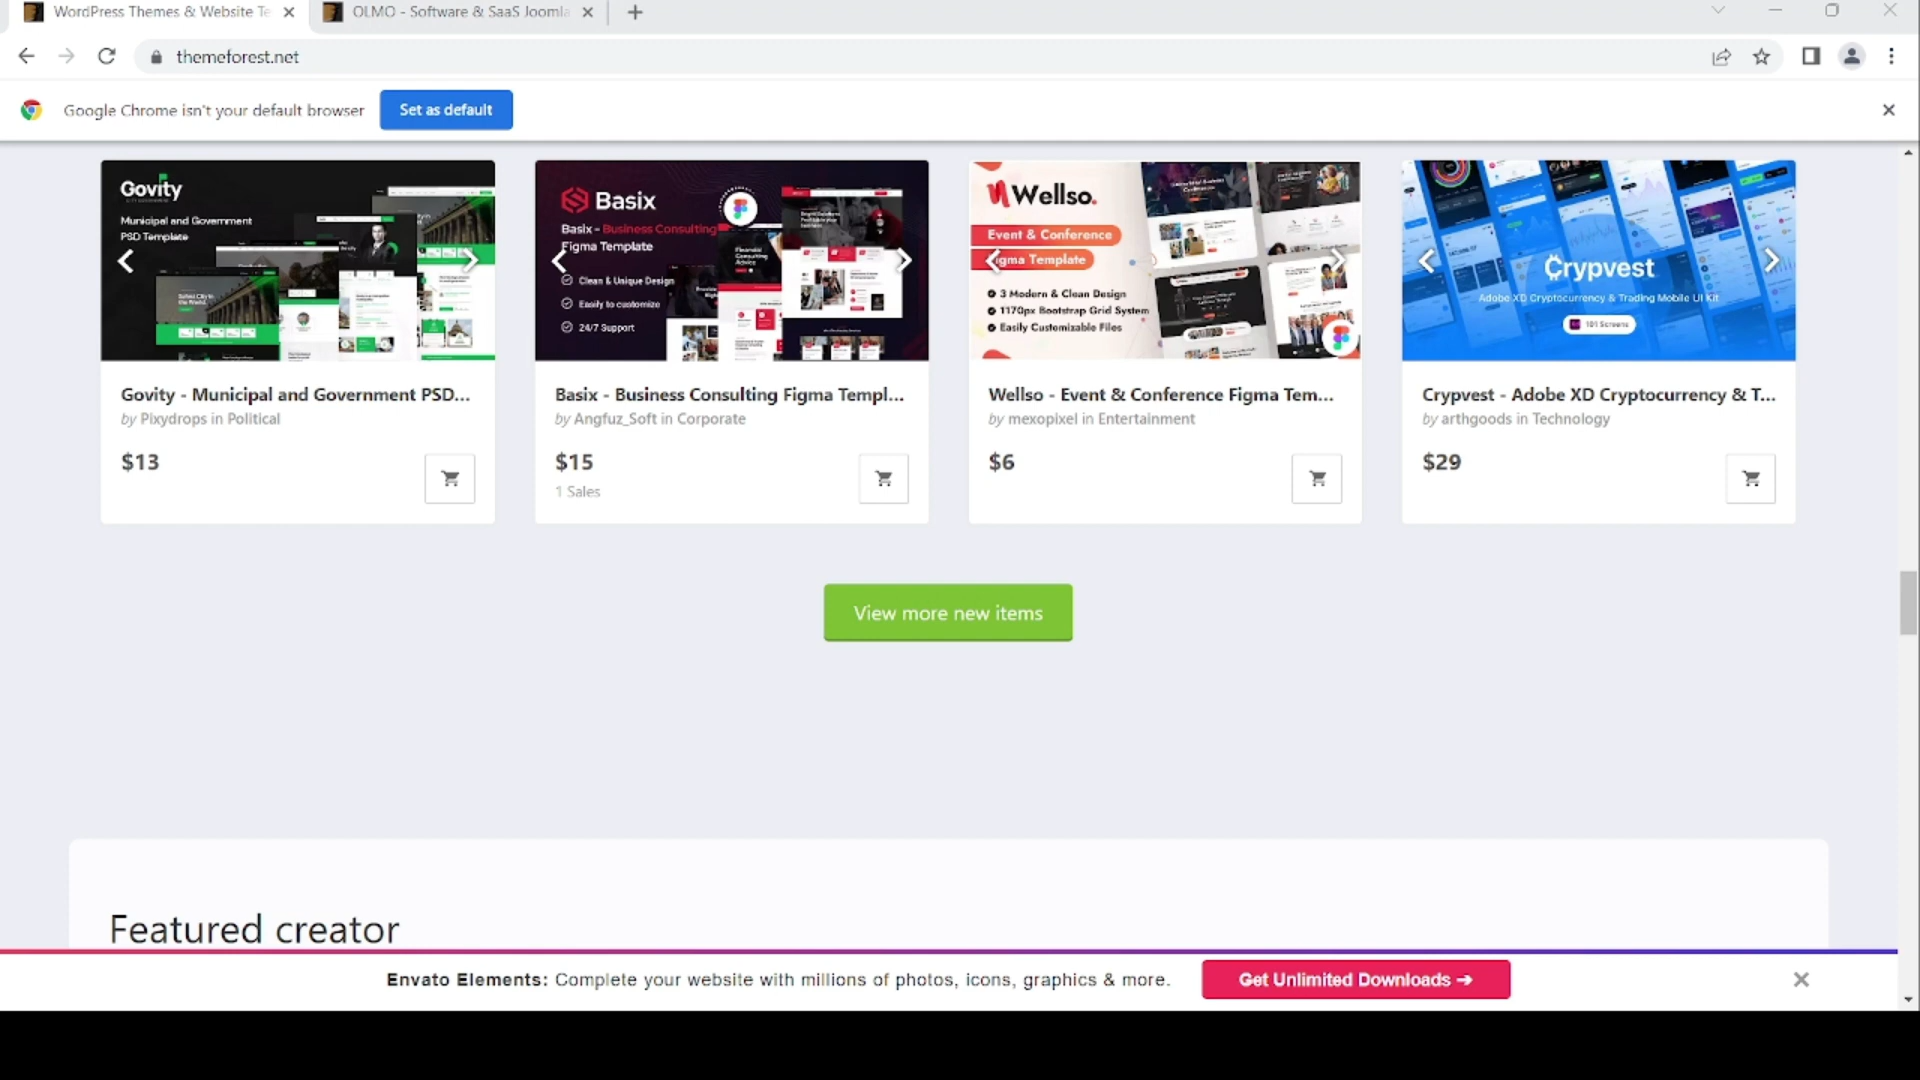 WordPress Themes & Website Te
OLMO - Software & SaaS Joomla
themeforest.net
Google Chrome isn't your default browser
Set as default
Govity
Municipal and Government
PSD Template
Basix
Basix - Business Consulting
Figma Template
Clean & Unique Design
Easily to customize
24/7 Support
Wellso.
Event & Conference
Figma Template
3 Modern & Clean Design
1170px Bootstrap Grid System
Easily Customizable Files
Crypvest
Adobe XD Cryptocurrency & Trading Mobile UI Kit
101 Screens
Govity - Municipal and Government PSD...
by Pixydrops in Political
$13
Basix - Business Consulting Figma Templ...
by Angfuz_Soft in Corporate
$15
1 Sales
Wellso - Event & Conference Figma Tem...
by mexopixel in Entertainment
$6
Crypvest - Adobe XD Cryptocurrency & T...
by arthgoods in Technology
$29
View more new items
Featured creator
Envato Elements: Complete your website with millions of photos, icons, graphics & more.
Get Unlimited Downloads ➔